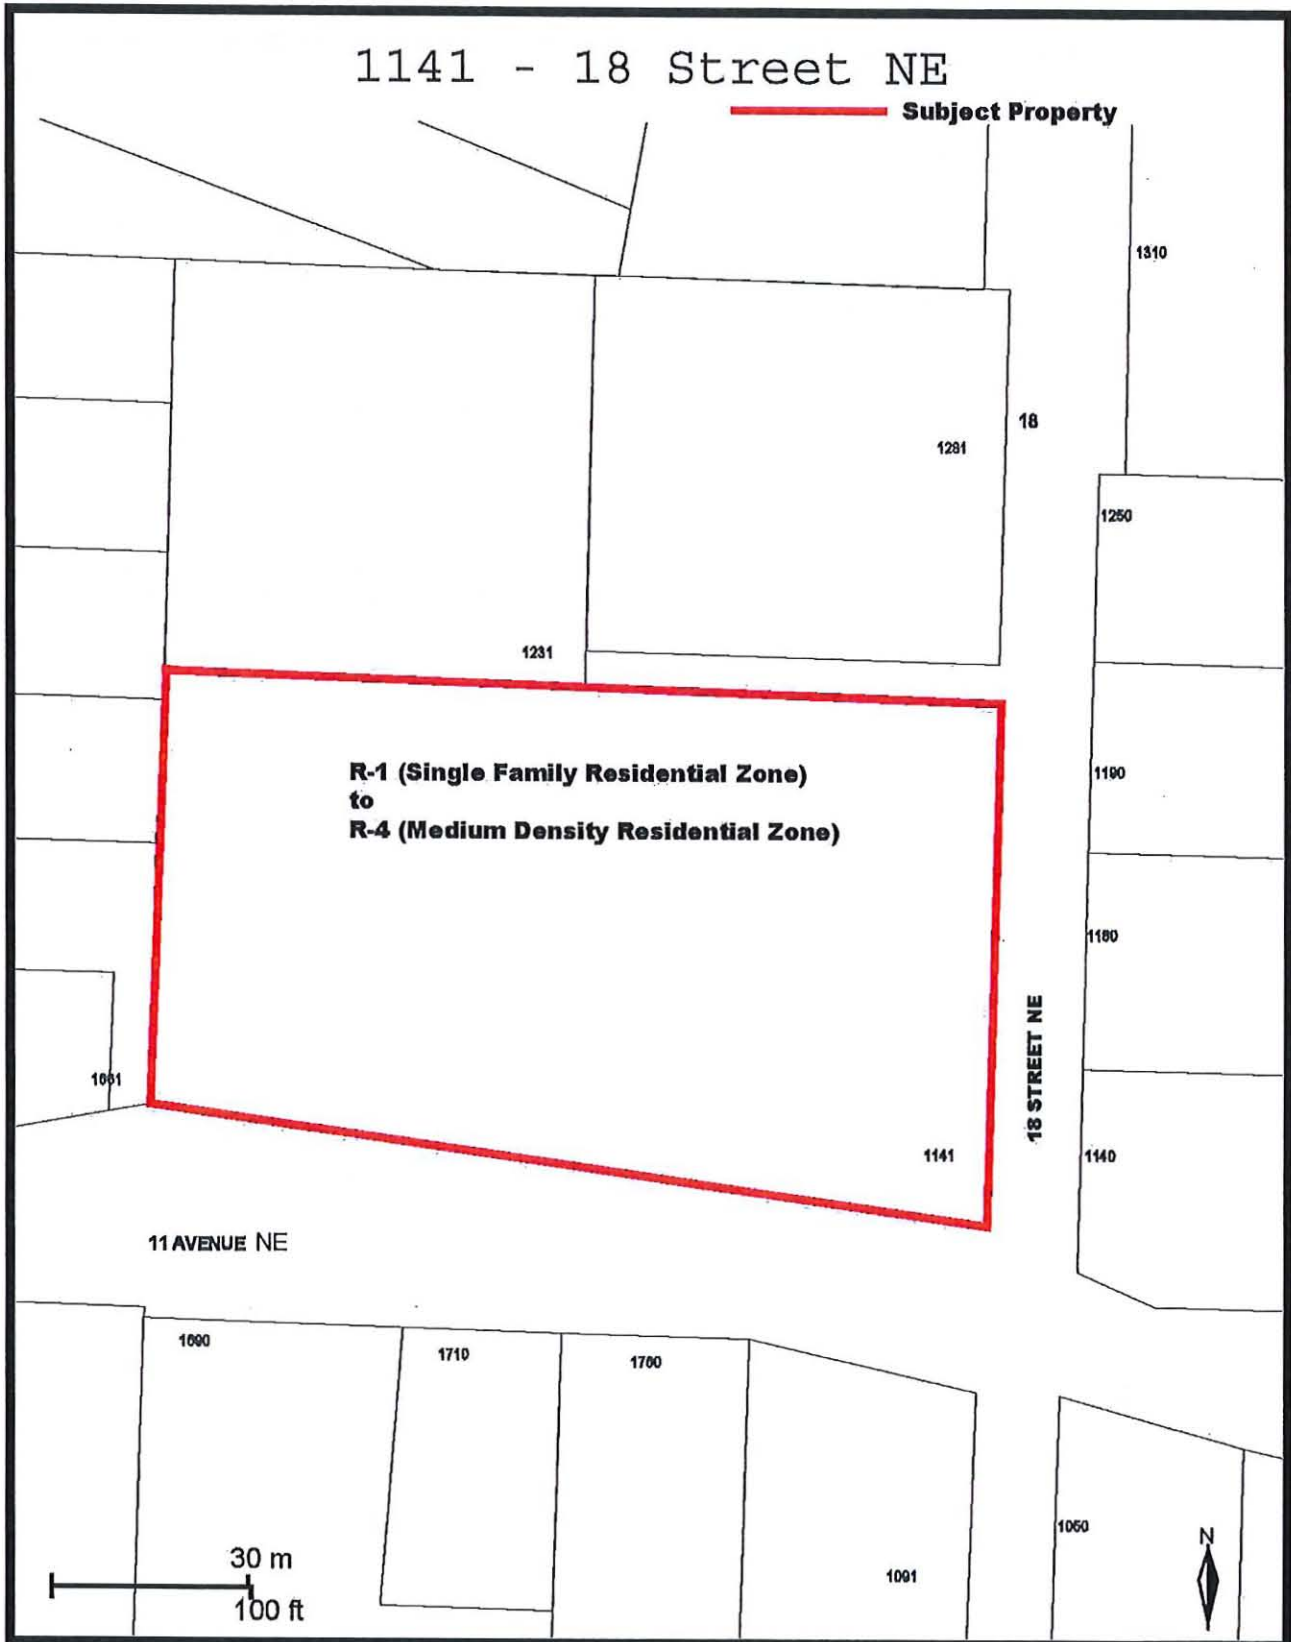 1141 - 18 Street NE
Subject Property
1310
18
1281
1250
1231
R-1 (Single Family Residential Zone)
to
R-4 (Medium Density Residential Zone)
1190
1180
18 STREET NE
1141
1140
11 AVENUE NE
1690
1710
1760
1091
1060
30 m
100 ft
N